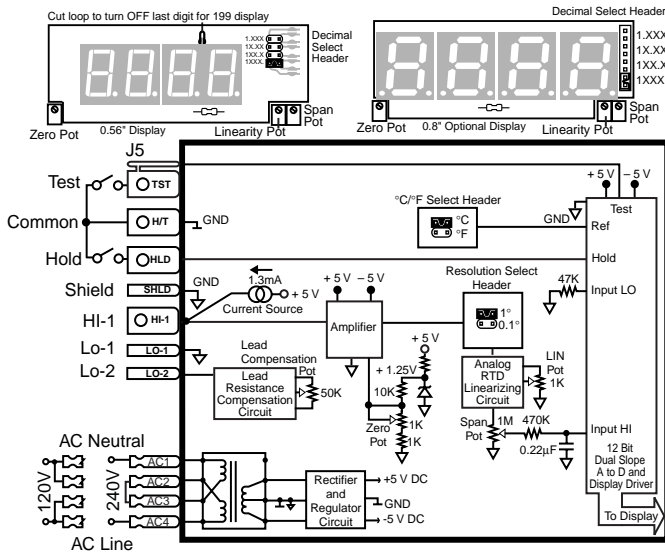 Cut loop to turn OFF last digit for 199 display
1.XXX
1X.XX
1XX.X
1XXX.
Decimal
Select
Header
Zero Pot
0.56" Display
Linearity Pot
Span
Pot
Decimal Select Header
1.XXX
1X.XX
1XX.X
1XXX.
Zero Pot
0.8" Optional Display
Linearity Pot
Span
Pot
J5
Test
TST
Common
H/T
GND
Hold
HLD
Shield
SHLD
GND
HI-1
HI-1
Lo-1
LO-1
Lo-2
LO-2
1.3mA
+ 5 V
Current Source
+ 5 V
– 5 V
Amplifier
°C/°F Select Header
°C
°F
GND
+ 5 V
– 5 V
Test
Ref
Hold
47K
Input LO
Resolution Select
Header
1°
0.1°
Lead
Compensation
Pot
Lead
Resistance
Compensation
Circuit
50K
+ 5 V
+ 1.25V
10K
Zero
Pot
1K
1K
Analog
RTD
Linearizing
Circuit
LIN
Pot
1K
Span
Pot
1M
470K
0.22µF
Input HI
12 Bit
Dual Slope
A to D and
Display Driver
To Display
AC Neutral
120V
240V
AC1
AC2
AC3
AC4
AC Line
Rectifier
and
Regulator
Circuit
+5 V DC
GND
-5 V DC